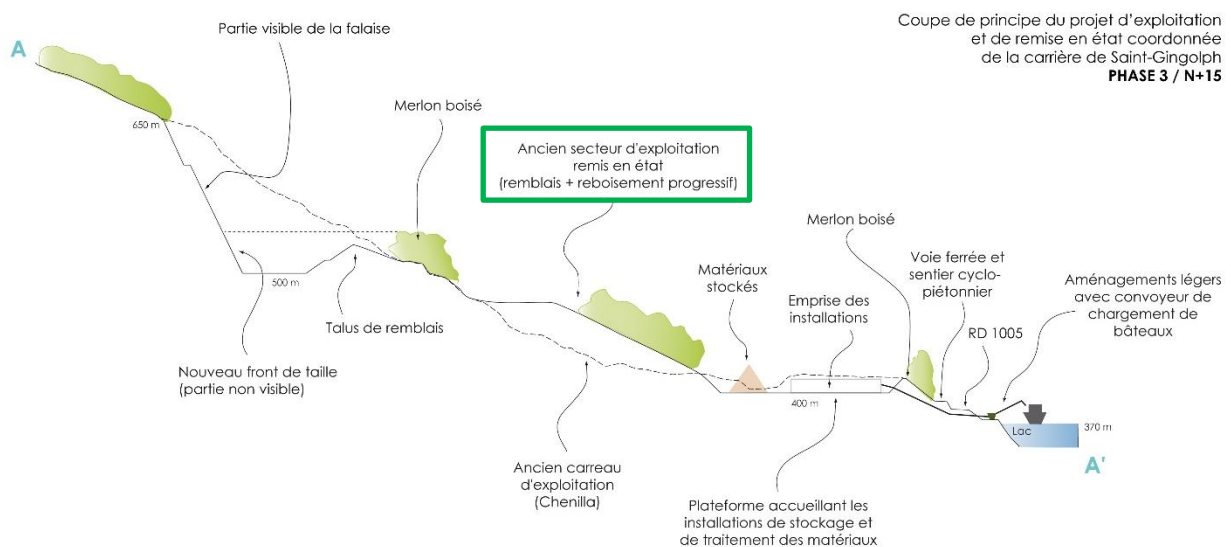 Coupe de principe du projet d'exploitation
et de remise en état coordonnée
de la carrière de Saint-Gingolph
PHASE 3 / N+15
Partie visible de la falaise
A
650 m
Merlon boisé
Ancien secteur d'exploitation
remis en état
(remblais + reboisement progressif)
Merlon boisé
Voie ferrée et
sentier cyclo-
piétonnier
Matériaux
stockés
Emprise des
installations
Aménagements légers
avec convoyeur de
chargement de
bâteaux
RD 1005
500 m
Talus de remblais
Nouveau front de taille
(partie non visible)
400 m
Lac
370 m
A'
Ancien carreau
d'exploitation
(Chenilla)
Plateforme accueillant les
installations de stockage et
de traitement des matériaux